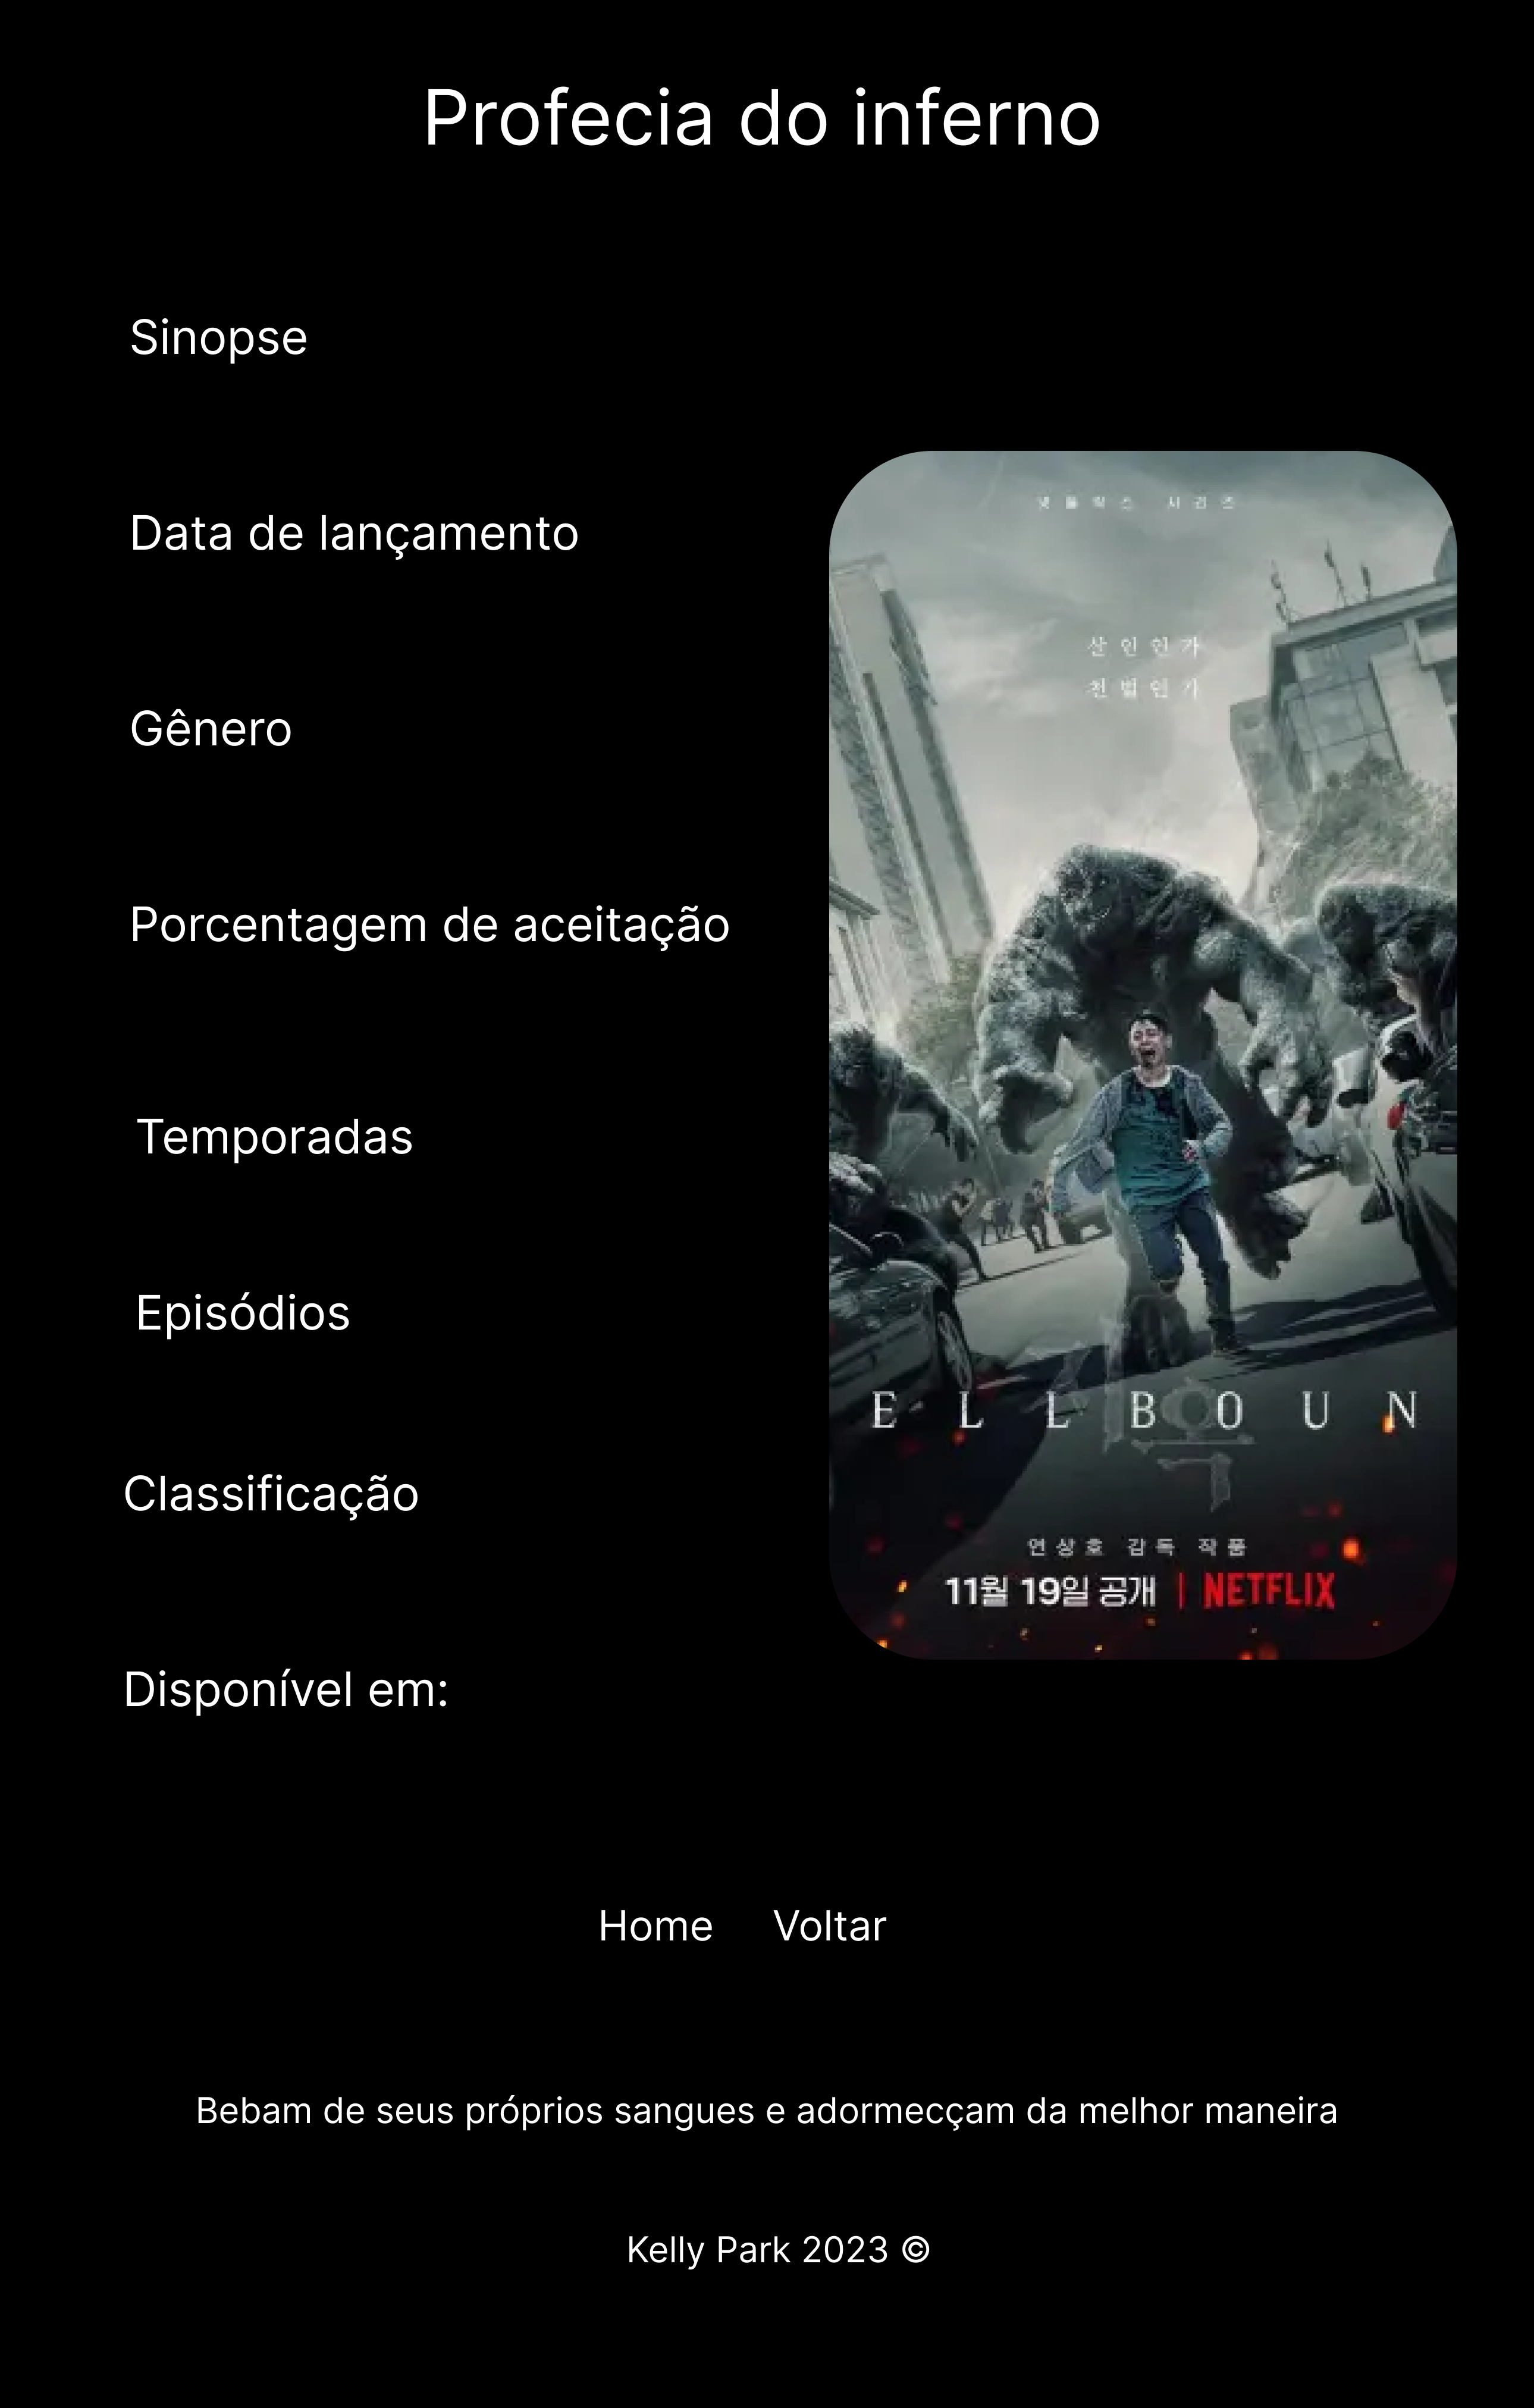 Profecia do inferno
Sinopse
Data de lançamento
Gênero
Porcentagem de aceitação
Temporadas
Episódios
Classificação
Disponível em:
넷플릭스 시리즈
살인인가
천벌인가
E L L B O U N
지옥
연상호 감독 작품
11월 19일 공개 | NETFLIX
Home Voltar
Bebam de seus próprios sangues e adormecçam da melhor maneira
Kelly Park 2023 ©